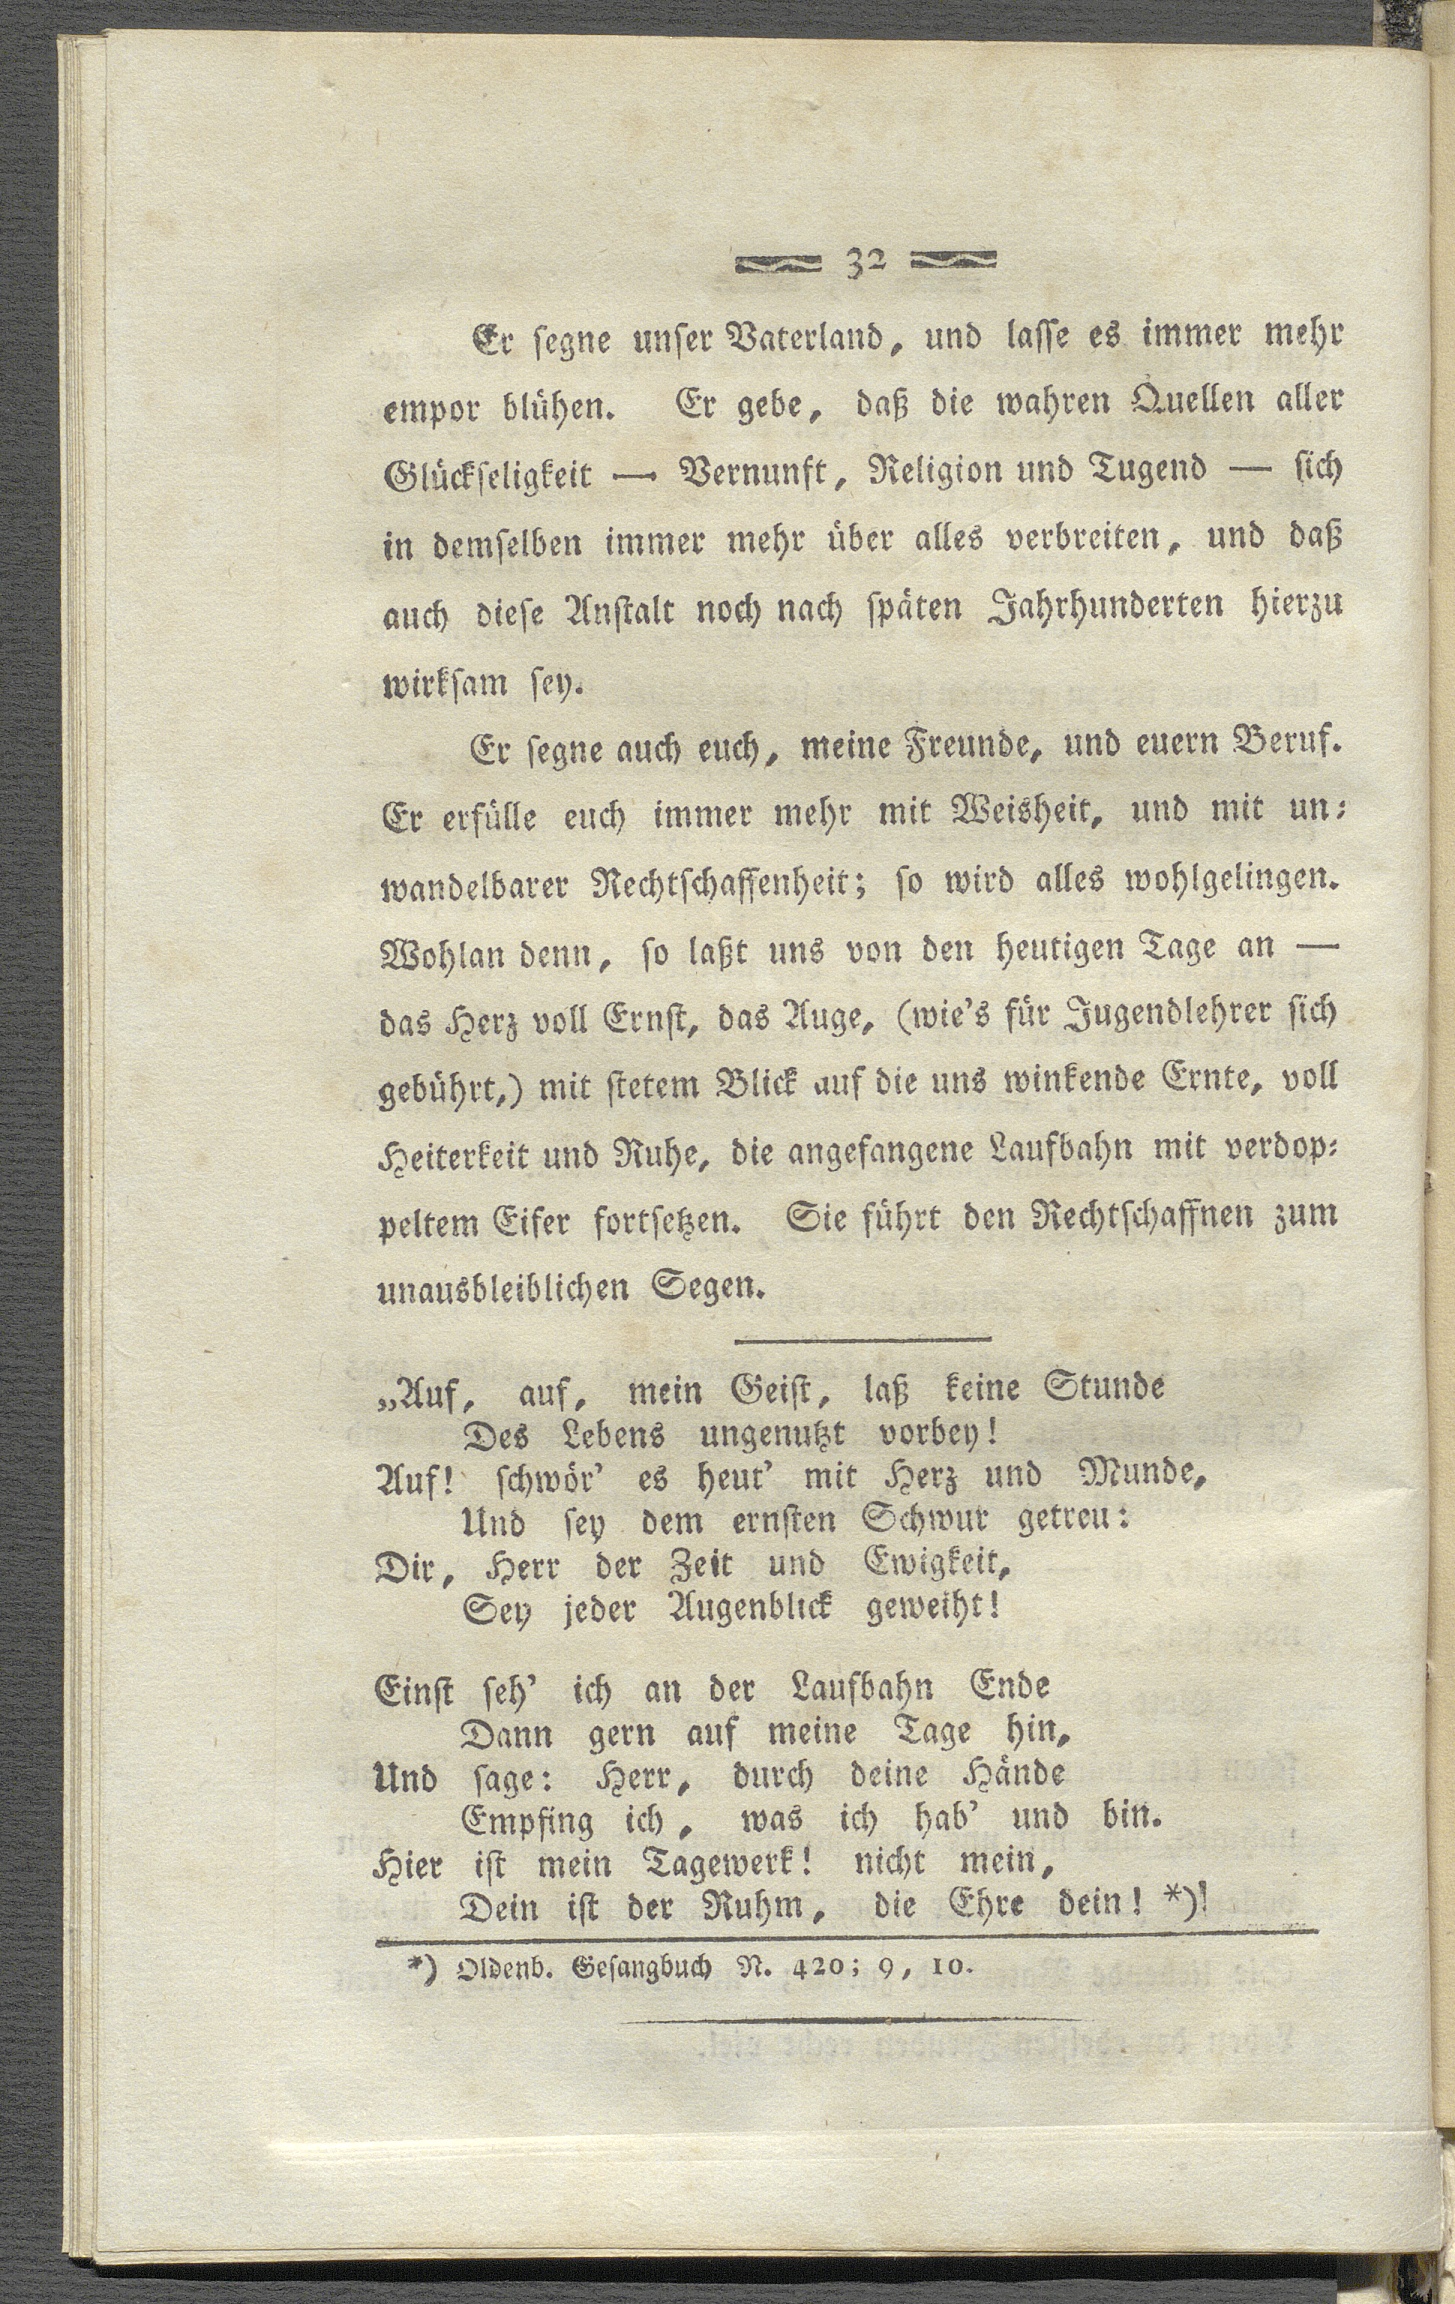 32
Er ſegne unſer Vaterland, und laſſe es immer mehr
empor blühen. Er gebe, daß die wahren Quellen aller
Glückſeligkeit — Vernunft, Religion und Tugend — ſich
in demſelben immer mehr über alles verbreiten, und daß
auch dieſe Anſtalt noch nach ſpäten Jahrhunderten hierzu
wirkſam ſey.
Er ſegne auch euch, meine Freunde, und euern Beruf.
Er erfülle euch immer mehr mit Weisheit, und mit un⸗
wandelbarer Rechtſchaffenheit; ſo wird alles wohlgelingen.
Wohlan denn, ſo laßt uns von den heutigen Tage an —
das Herz voll Ernſt, das Auge, (wie's für Jugendlehrer ſich
gebührt,) mit ſtetem Blick auf die uns winkende Ernte, voll
Heiterkeit und Ruhe, die angefangene Laufbahn mit verdop⸗
peltem Eifer fortſetzen. Sie führt den Rechtſchaffnen zum
unausbleiblichen Segen.
„Auf, auf, mein Geiſt, laß keine Stunde
Des Lebens ungenutzt vorbey!
Auf! ſchwör' es heut' mit Herz und Munde,
Und ſey dem ernſten Schwur getreu:
Dir, Herr der Zeit und Ewigkeit,
Sey jeder Augenblick geweiht!
Einſt ſeh' ich an der Laufbahn Ende
Dann gern auf meine Tage hin,
Und ſage: Herr, durch deine Hände
Empfing ich, was ich hab' und bin.
Hier iſt mein Tagewerk! nicht mein,
Dein iſt der Ruhm, die Ehre dein! *)
*) Oldenb. Geſangbuch N. 420; 9, 10.